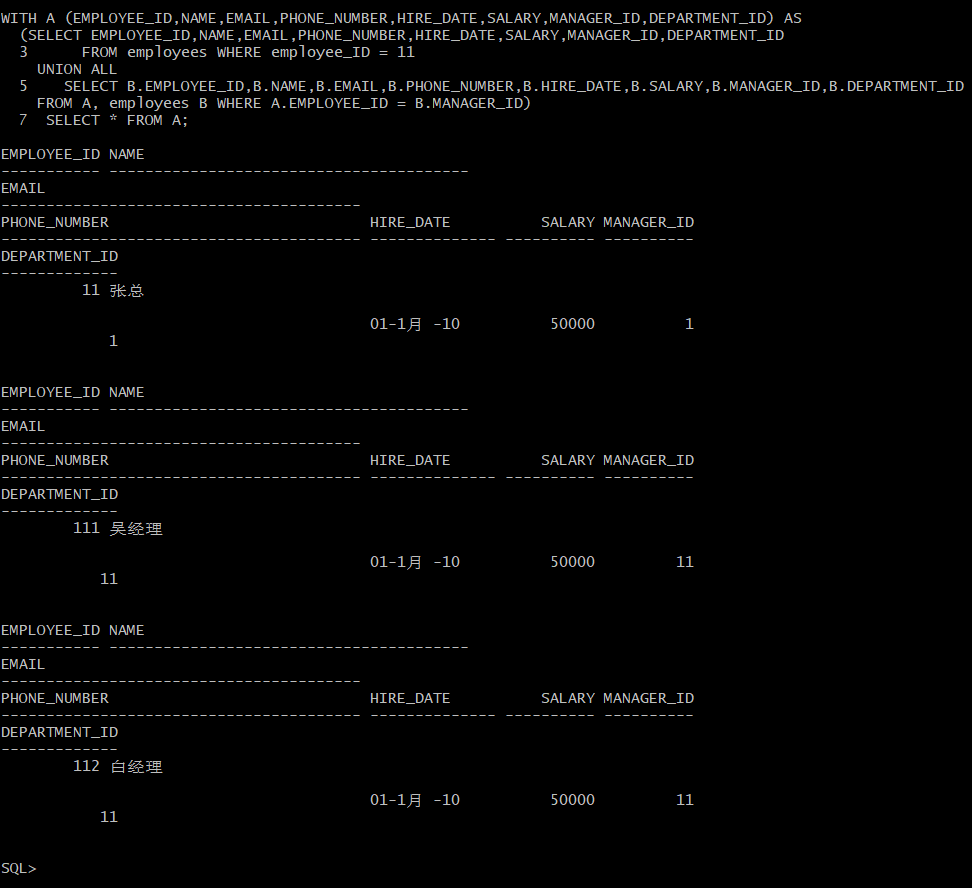 WITH A (EMPLOYEE_ID,NAME,EMAIL,PHONE_NUMBER,HIRE_DATE,SALARY,MANAGER_ID,DEPARTMENT_ID) AS
  (SELECT EMPLOYEE_ID,NAME,EMAIL,PHONE_NUMBER,HIRE_DATE,SALARY,MANAGER_ID,DEPARTMENT_ID
  3      FROM employees WHERE employee_ID = 11
    UNION ALL
  5    SELECT B.EMPLOYEE_ID,B.NAME,B.EMAIL,B.PHONE_NUMBER,B.HIRE_DATE,B.SALARY,B.MANAGER_ID,B.DEPARTMENT_ID
    FROM A, employees B WHERE A.EMPLOYEE_ID = B.MANAGER_ID)
  7  SELECT * FROM A;

EMPLOYEE_ID NAME
----------- ----------------------------------------
EMAIL
----------------------------------------
PHONE_NUMBER                             HIRE_DATE          SALARY MANAGER_ID
---------------------------------------- -------------- ---------- ----------
DEPARTMENT_ID
-------------
         11 张总

                                         01-1月 -10          50000          1
            1


EMPLOYEE_ID NAME
----------- ----------------------------------------
EMAIL
----------------------------------------
PHONE_NUMBER                             HIRE_DATE          SALARY MANAGER_ID
---------------------------------------- -------------- ---------- ----------
DEPARTMENT_ID
-------------
        111 吴经理

                                         01-1月 -10          50000         11
           11


EMPLOYEE_ID NAME
----------- ----------------------------------------
EMAIL
----------------------------------------
PHONE_NUMBER                             HIRE_DATE          SALARY MANAGER_ID
---------------------------------------- -------------- ---------- ----------
DEPARTMENT_ID
-------------
        112 白经理

                                         01-1月 -10          50000         11
           11


SQL>